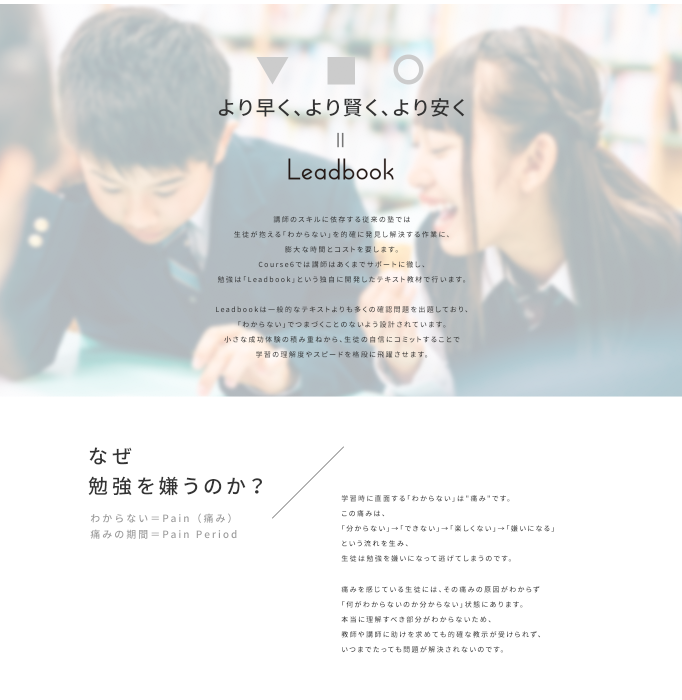 より早く、より賢く、より安く
Leadbook
講師のスキルに依存する従来の塾では
生徒が抱える「わからない」を的確に発見し解決する作業に、
膨大な時間とコストを要します。
Course6では講師はあくまでサポートに徹し、
勉強は「Leadbook」という独自に開発したテキスト教材で行います。
Leadbookは一般的なテキストよりも多くの確認問題を出題しており、
「わからない」でつまづくことのないよう設計されています。
小さな成功体験の積み重ねから、生徒の自信にコミットすることで
学習の理解度やスピードを格段に飛躍させます。
なぜ
勉強を嫌うのか？
わからない＝Pain（痛み）
痛みの期間＝Pain Period
学習時に直面する「わからない」は"痛み"です。
この痛みは、
「分からない」→「できない」→「楽しくない」→「嫌いになる」
という流れを生み、
生徒は勉強を嫌いになって逃げてしまうのです。
痛みを感じている生徒には、その痛みの原因がわからず
「何がわからないのか分からない」状態にあります。
本当に理解すべき部分がわからないため、
教師や講師に助けを求めても的確な教示が受けられず、
いつまでたっても問題が解決されないのです。